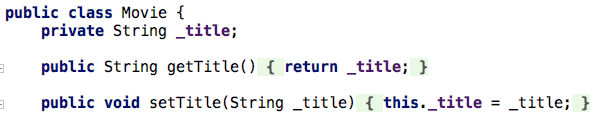 public class Movie {
private String _title;
public String getTitle() { return _title; }
public void setTitle(String _title) { this._title = _title; }